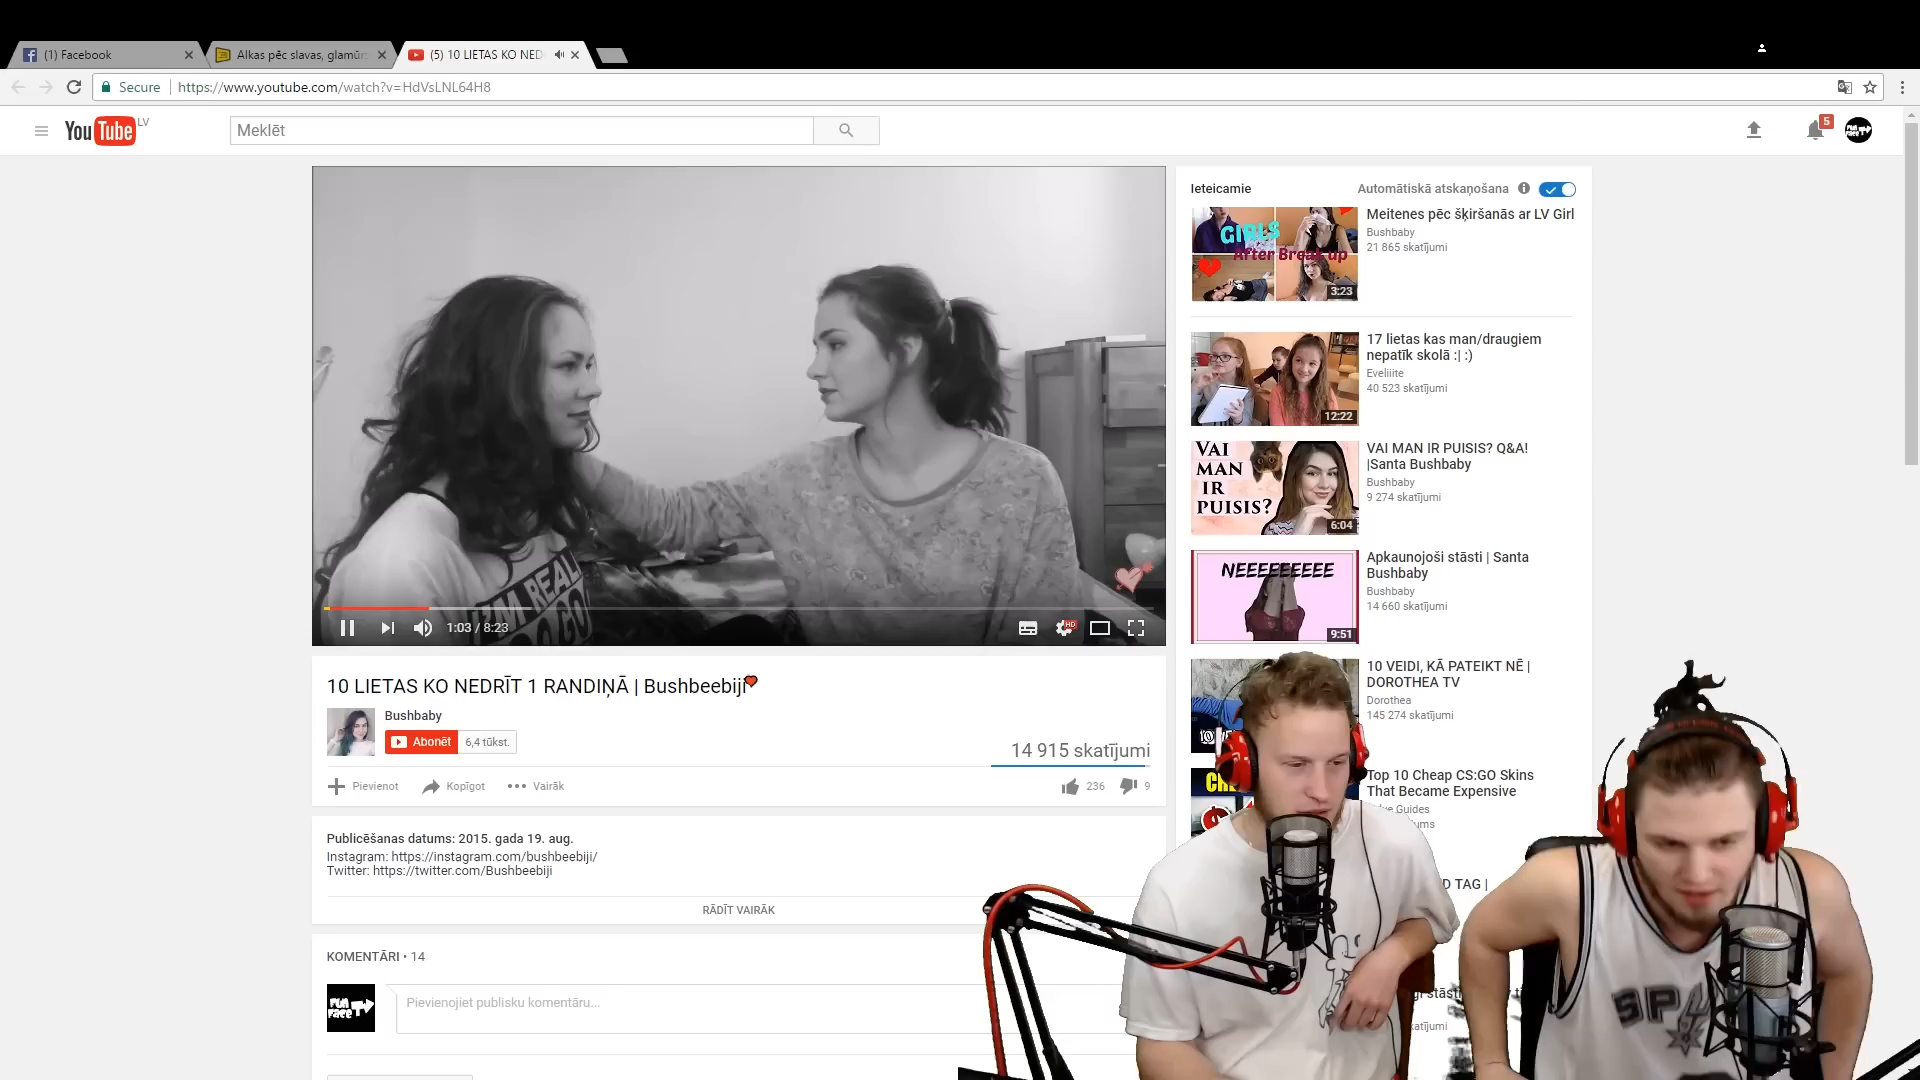 (1) Facebook
Alkas pēc slavas, glamūr
(5) 10 LIETAS KO NED
Secure
https://www.youtube.com/watch?v=HdVsLNL64H8
YouTube LV
Meklēt
5
1:03 / 8:23
HD
10 LIETAS KO NEDRĪT 1 RANDIŅĀ | Bushbeebiji
Bushbaby
Abonēt
6,4 tūkst.
14 915 skatījumi
Pievienot
Kopīgot
Vairāk
236
9
Publicēšanas datums: 2015. gada 19. aug.
Instagram: https://instagram.com/bushbeebiji/
Twitter: https://twitter.com/Bushbeebiji
RĀDĪT VAIRĀK
KOMENTĀRI • 14
FUN FACE TV
Pievienojiet publisku komentāru...
Ieteicamie
Automātiskā atskaņošana
GIRLS
After Break up
3:23
Meitenes pēc šķiršanās ar LV Girl
Bushbaby
21 865 skatījumi
12:22
17 lietas kas man/draugiem
nepatīk skolā :| :)
Eveliiite
40 523 skatījumi
VAI
MAN
IR
PUISIS?
6:04
VAI MAN IR PUISIS? Q&A!
|Santa Bushbaby
Bushbaby
9 274 skatījumi
NEEEEEEEEE
9:51
Apkaunojoši stāsti | Santa
Bushbaby
Bushbaby
14 660 skatījumi
10 VEIDI, KĀ PATEIKT NĒ |
DOROTHEA TV
Dorothea
145 274 skatījumi
Top 10 Cheap CS:GO Skins
That Became Expensive
Guides
TAG |